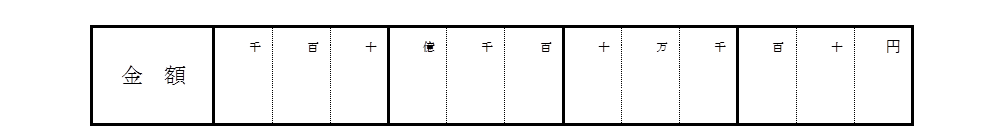 金 額 千 百 十 億 千 百 十 万 千 百 十 円